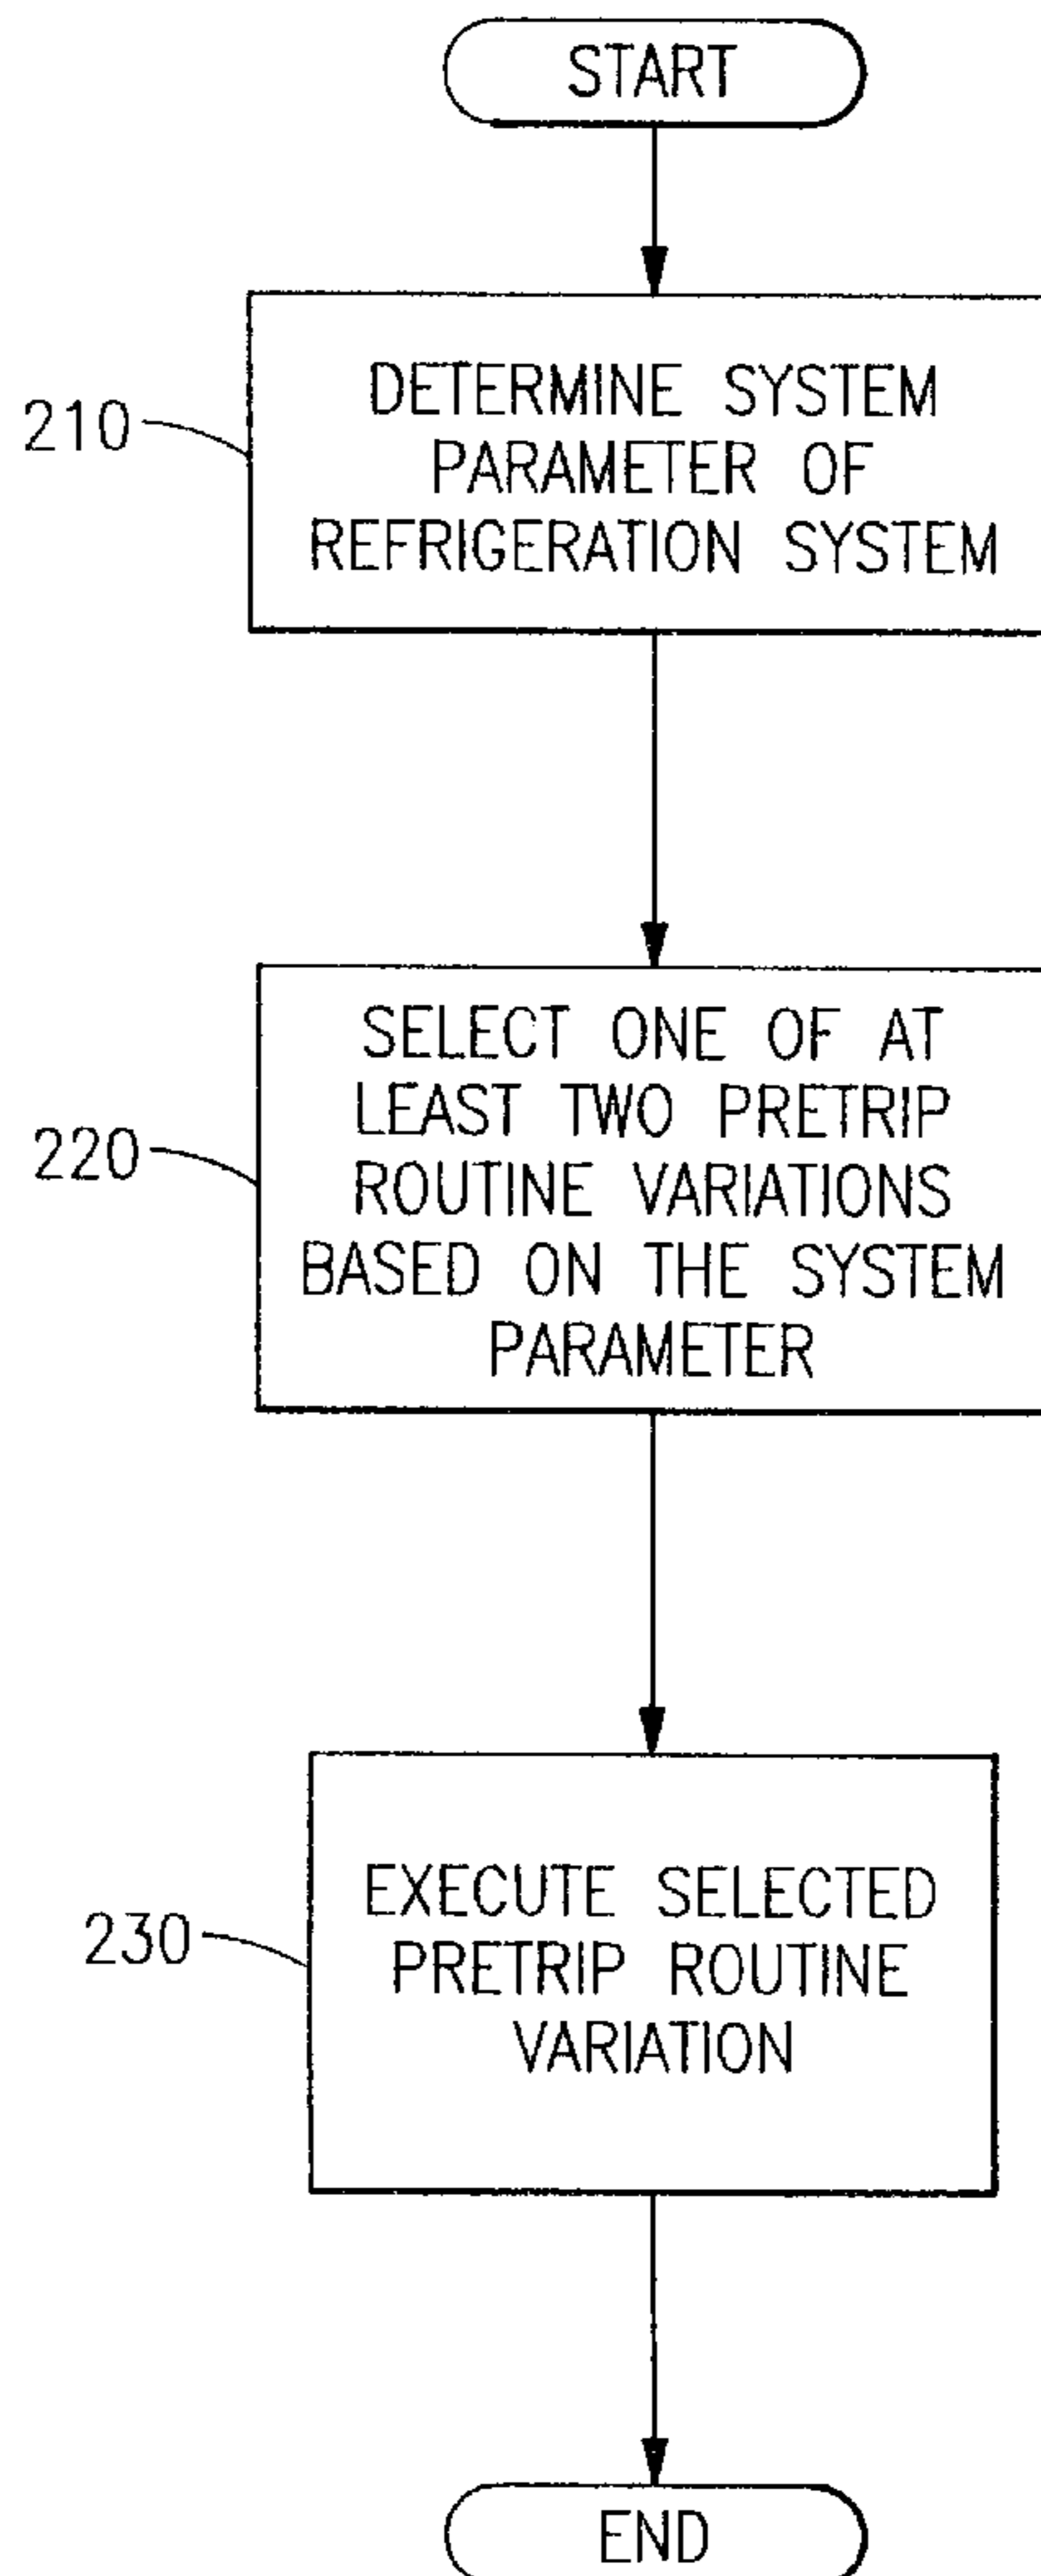 START
210
DETERMINE SYSTEM
PARAMETER OF
REFRIGERATION SYSTEM
220
SELECT ONE OF AT
LEAST TWO PRETRIP
ROUTINE VARIATIONS
BASED ON THE SYSTEM
PARAMETER
230
EXECUTE SELECTED
PRETRIP ROUTINE
VARIATION
END